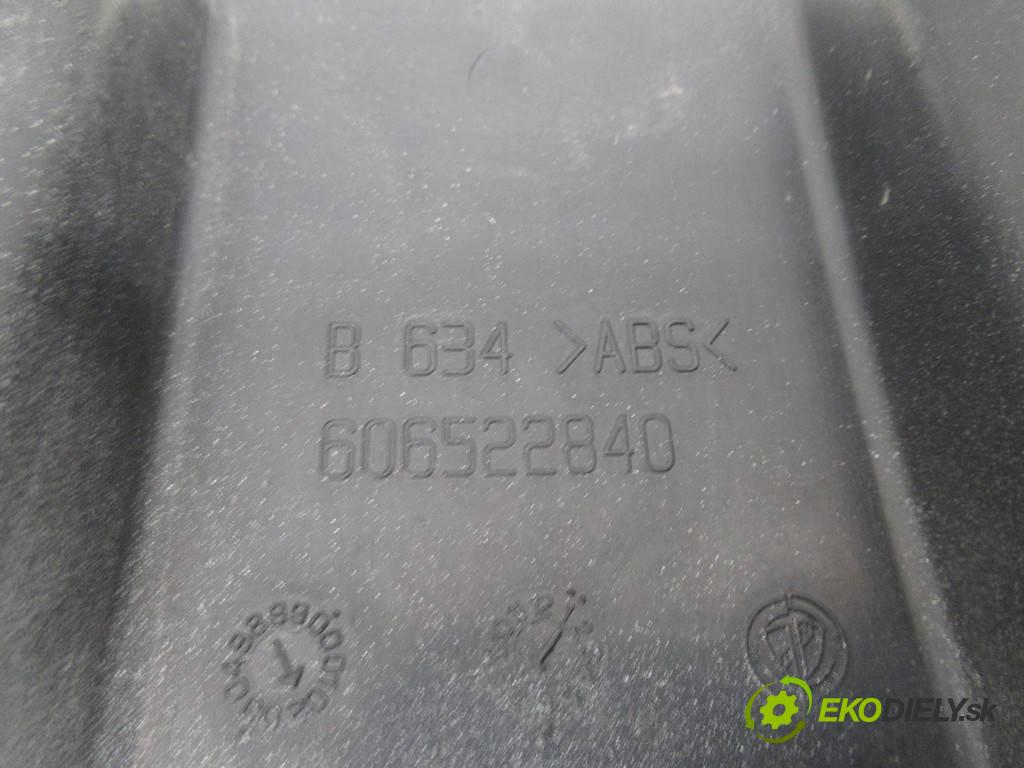 B 634 >ABS<
606522840
EKODIELY.sk